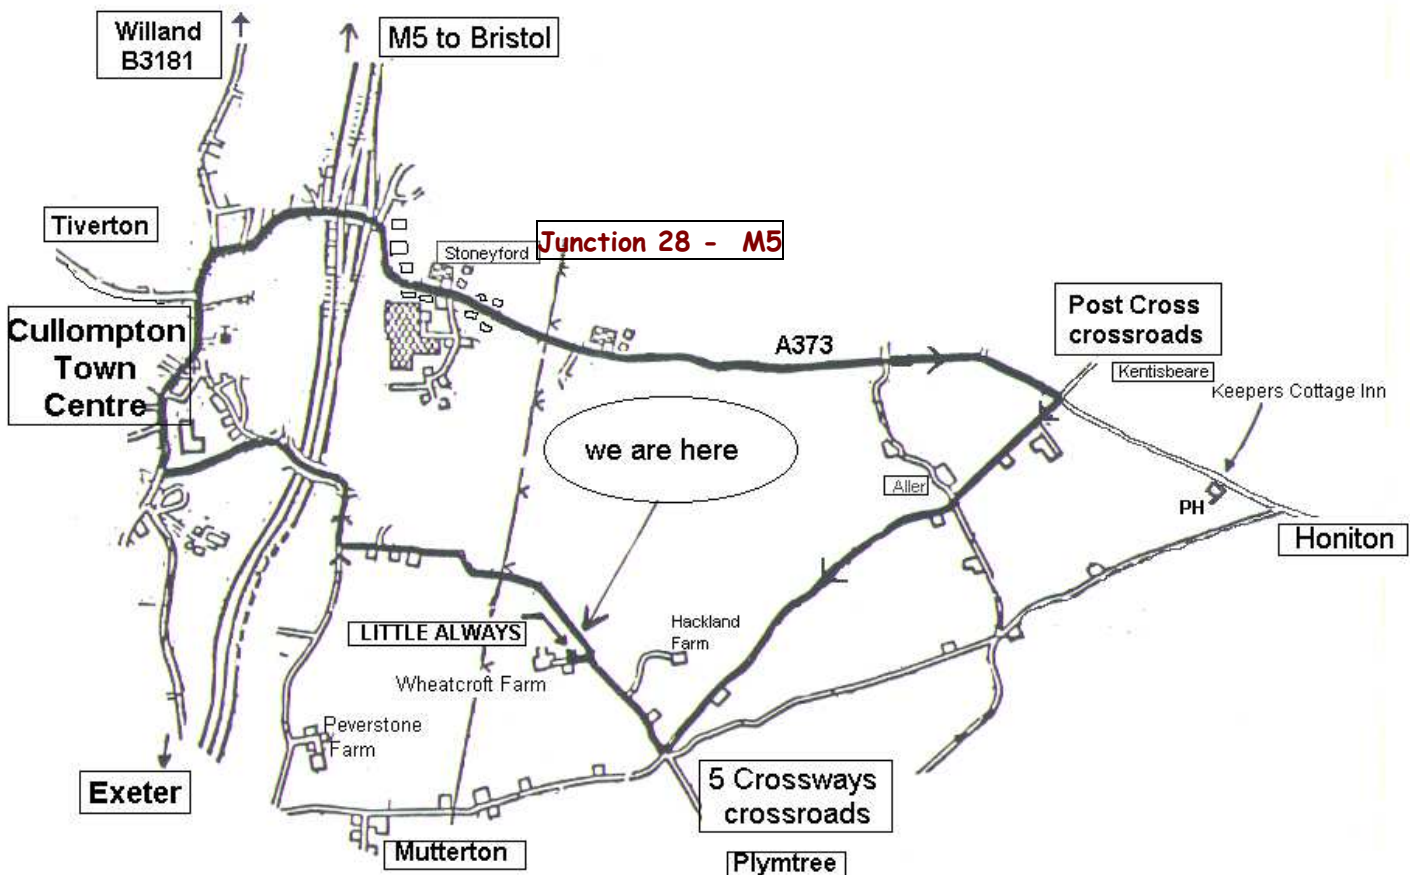 Willand
B3181
M5 to Bristol
Tiverton
Stoneyford
Junction 28 - M5
Cullompton
Town
Centre
Post Cross
crossroads
A373
Kentisbeare
Keepers Cottage Inn
we are here
Aller
PH
Honiton
LITTLE ALWAYS
Hackland
Farm
Wheatcroft Farm
Peverstone
Farm
Exeter
5 Crossways
crossroads
Mutterton
Plymtree